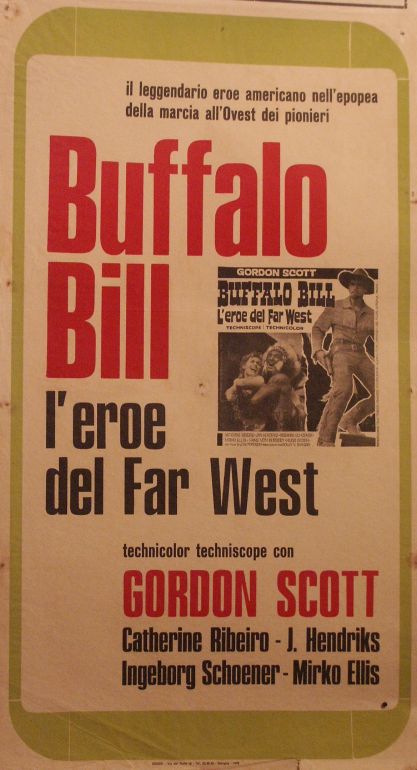 il leggendario eroe americano nell'epopea
della marcia all'Ovest dei pionieri
Buffalo
Bill
l'eroe
del Far West
GORDON SCOTT
BUFFALO BILL
L'eroe del Far West
TECHNISCOPE TECHNICOLOR
technicolor techniscope con
GORDON SCOTT
Catherine Ribeiro - J. Hendriks
Ingeborg Schoener - Mirko Ellis